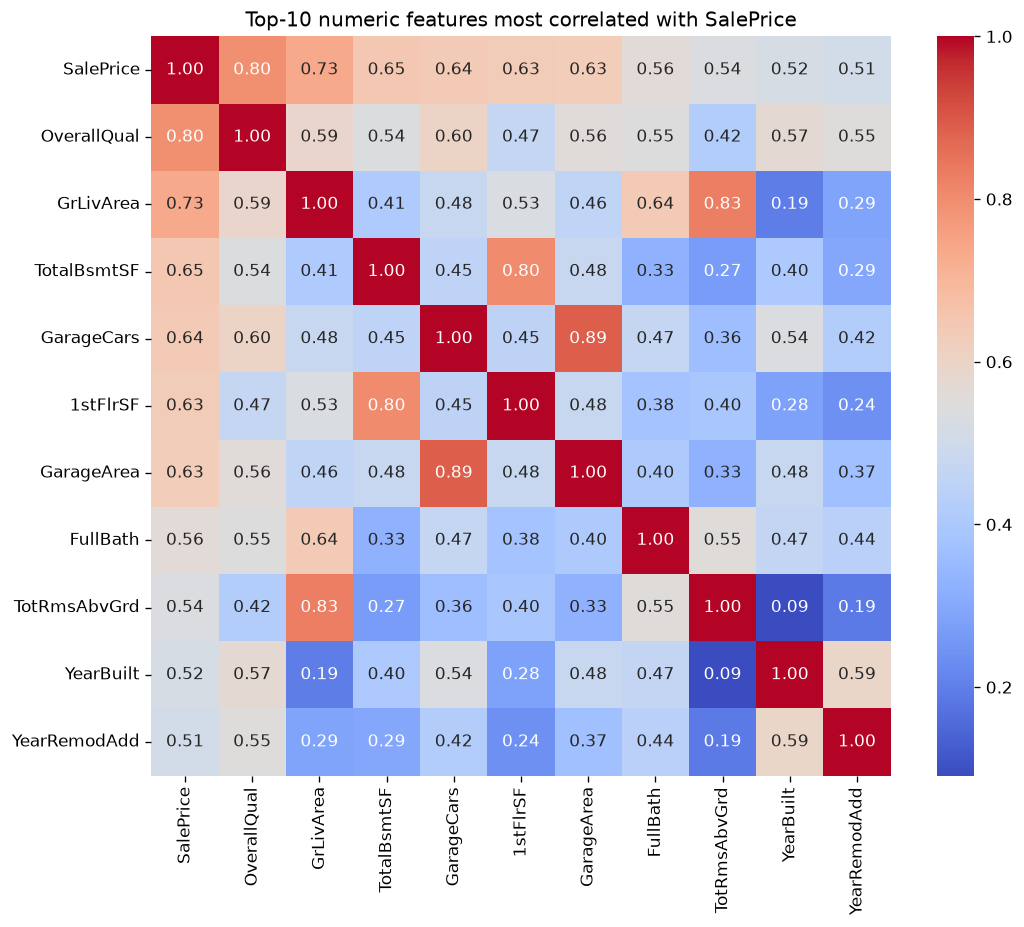 Top-10 numeric features most correlated with SalePrice
SalePrice 1.00 0.80 0.73 0.65 0.64 0.63 0.63 0.56 0.54 0.52 0.51
OverallQual 0.80 1.00 0.59 0.54 0.60 0.47 0.56 0.55 0.42 0.57 0.55
GrLivArea 0.73 0.59 1.00 0.41 0.48 0.53 0.46 0.64 0.83 0.19 0.29
TotalBsmtSF 0.65 0.54 0.41 1.00 0.45 0.80 0.48 0.33 0.27 0.40 0.29
GarageCars 0.64 0.60 0.48 0.45 1.00 0.45 0.89 0.47 0.36 0.54 0.42
1stFlrSF 0.63 0.47 0.53 0.80 0.45 1.00 0.48 0.38 0.40 0.28 0.24
GarageArea 0.63 0.56 0.46 0.48 0.89 0.48 1.00 0.40 0.33 0.48 0.37
FullBath 0.56 0.55 0.64 0.33 0.47 0.38 0.40 1.00 0.55 0.47 0.44
TotRmsAbvGrd 0.54 0.42 0.83 0.27 0.36 0.40 0.33 0.55 1.00 0.09 0.19
YearBuilt 0.52 0.57 0.19 0.40 0.54 0.28 0.48 0.47 0.09 1.00 0.59
YearRemodAdd 0.51 0.55 0.29 0.29 0.42 0.24 0.37 0.44 0.19 0.59 1.00
SalePrice
OverallQual
GrLivArea
TotalBsmtSF
GarageCars
1stFlrSF
GarageArea
FullBath
TotRmsAbvGrd
YearBuilt
YearRemodAdd
1.0
0.8
0.6
0.4
0.2